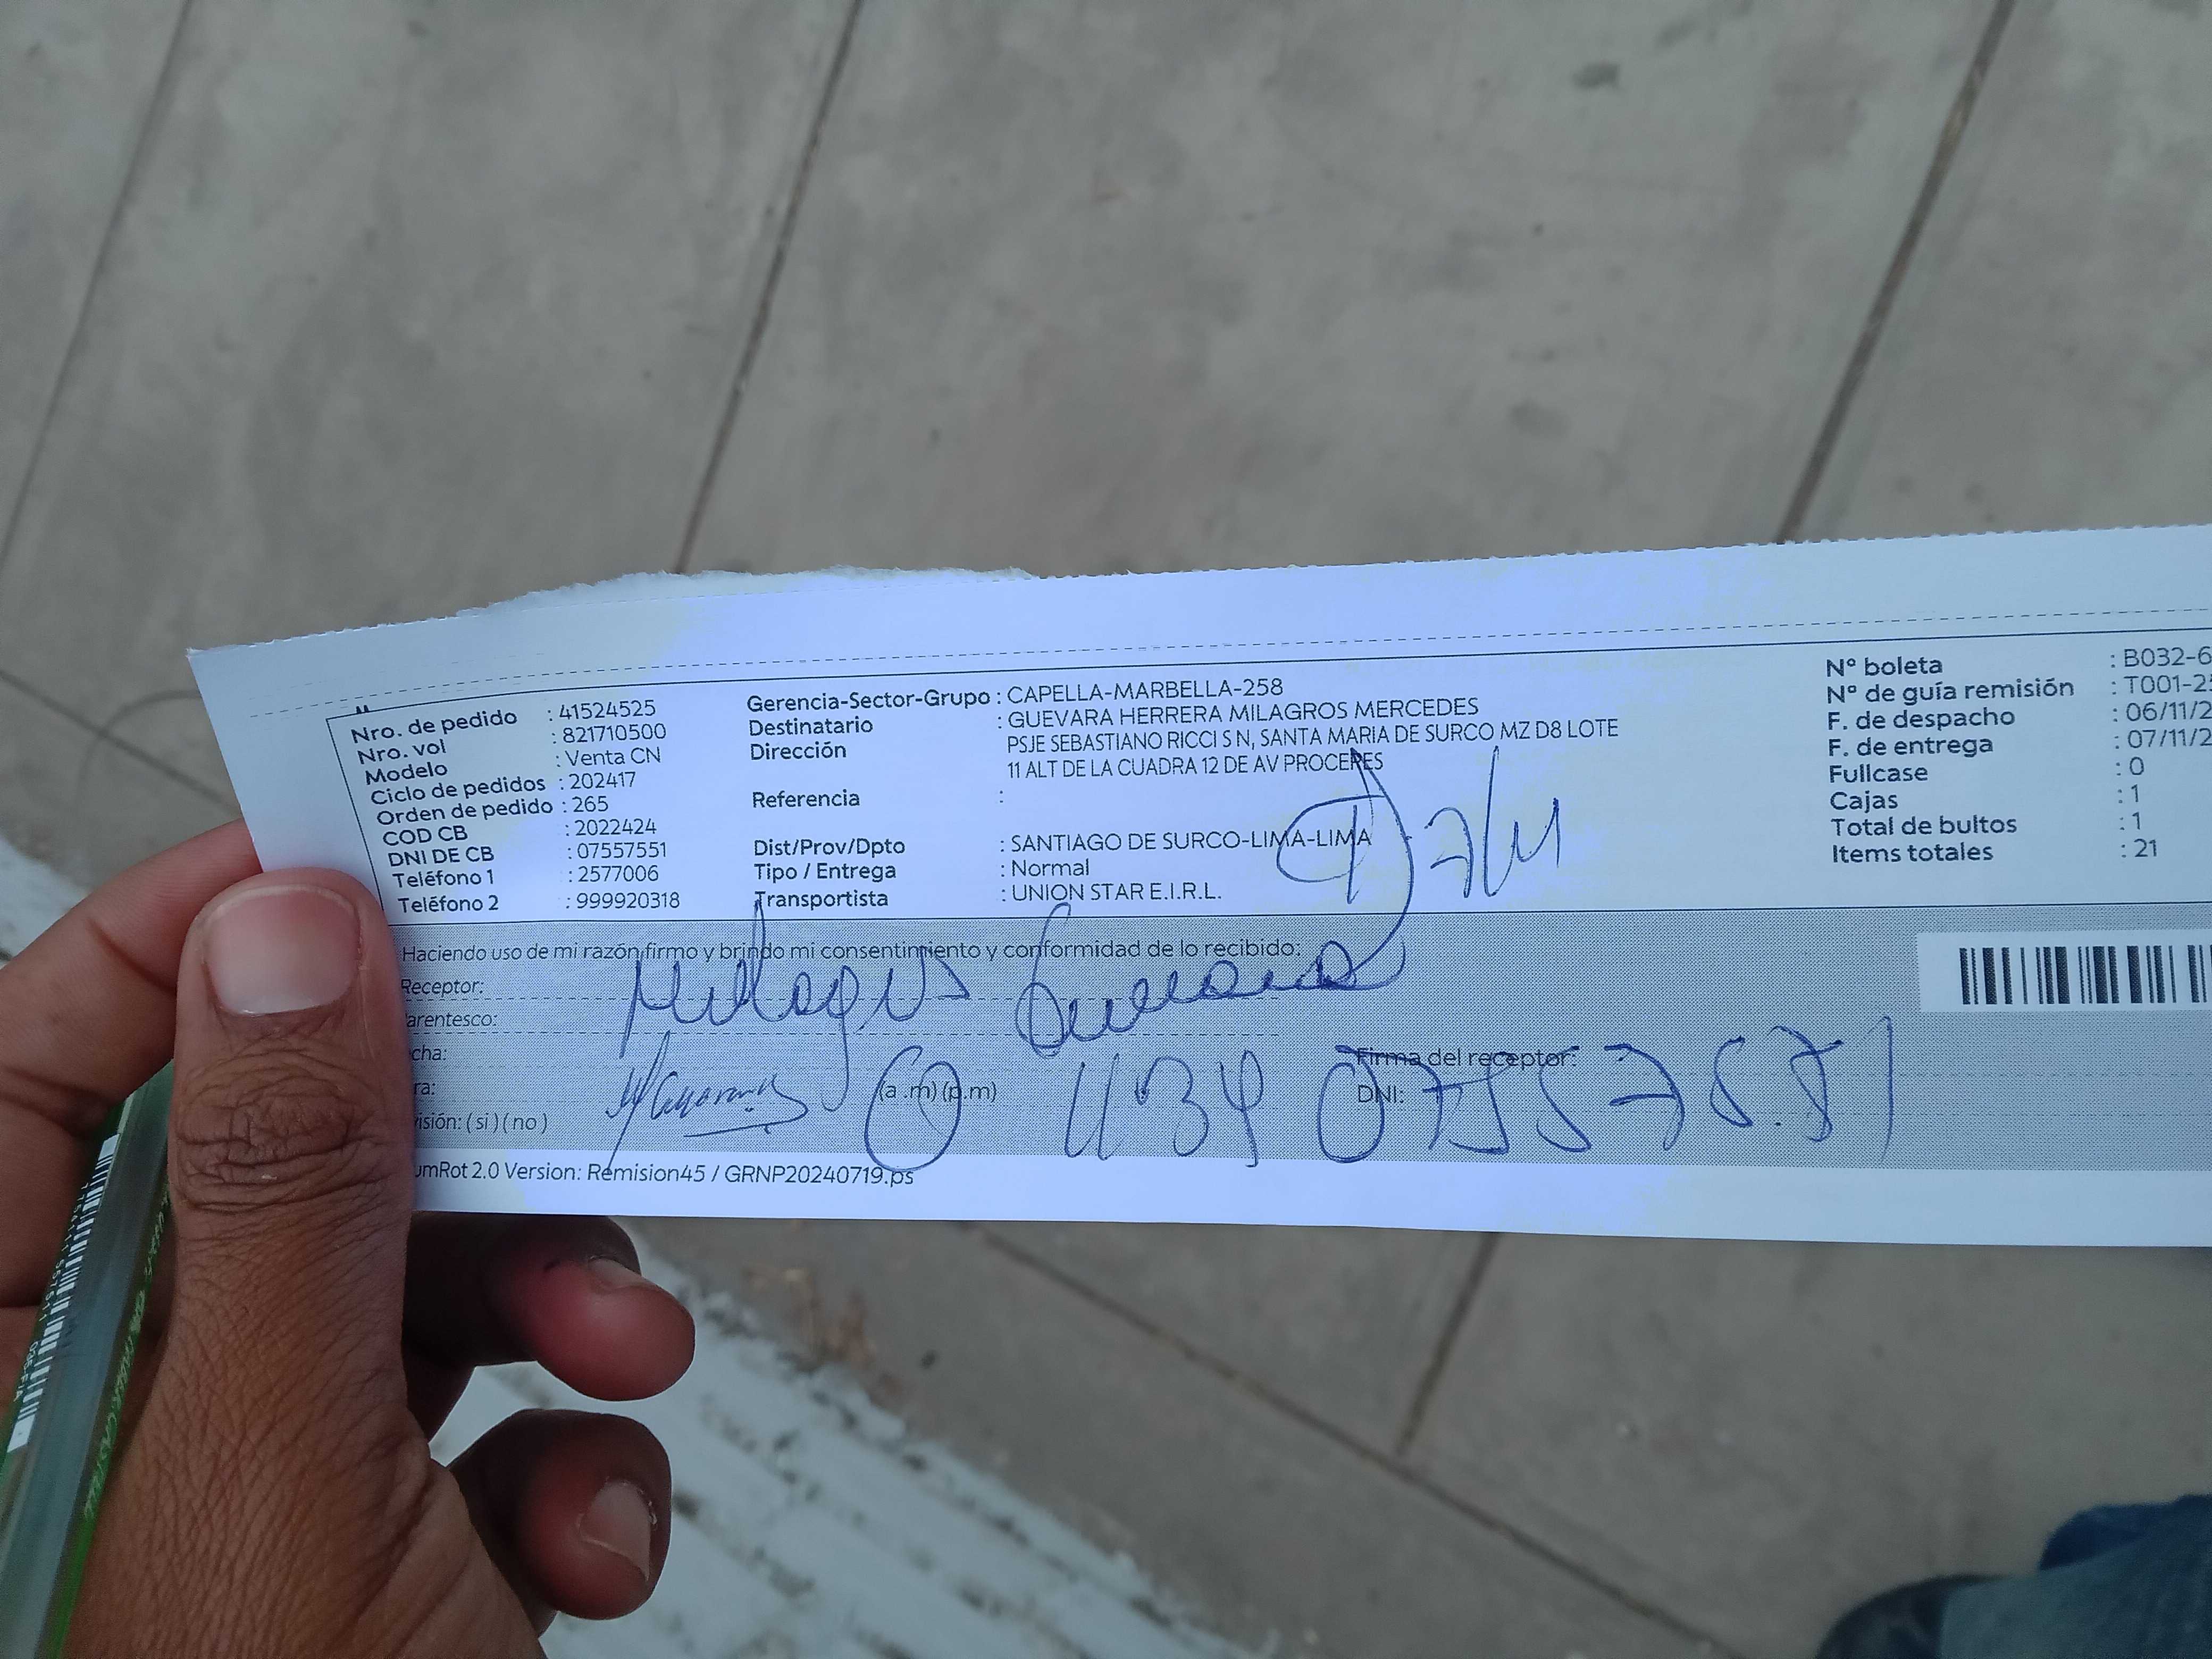 Nro. de pedido : 41524525
Nro. vol : 821710500
Modelo : Venta CN
Ciclo de pedidos : 202417
Orden de pedido : 265
COD CB : 2022424
DNI DE CB : 07557551
Teléfono 1 : 2577006
Teléfono 2 : 999920318
Gerencia-Sector-Grupo : CAPELLA-MARBELLA-258
Destinatario : GUEVARA HERRERA MILAGROS MERCEDES
Dirección PSJE SEBASTIANO RICCI S N, SANTA MARIA DE SURCO MZ D8 LOTE
11 ALT DE LA CUADRA 12 DE AV PROCERES
Referencia :
Dist/Prov/Dpto : SANTIAGO DE SURCO-LIMA-LIMA
Tipo / Entrega : Normal
Transportista : UNION STAR E.I.R.L.
N° boleta : B032-6
N° de guía remisión : T001-2
F. de despacho : 06/11/2
F. de entrega : 07/11/2
Fullcase : 0
Cajas : 1
Total de bultos : 1
Items totales : 21
7/11
Haciendo uso de mi razón firmo y brindo mi consentimiento y conformidad de lo recibido:
Receptor: Milagros Guevara
arentesco:
cha:
Firma del receptor:
ra: (a .m) (p.m)
DNI:
isión: ( si ) ( no )
umRot 2.0 Version: Remision45 / GRNP20240719.ps